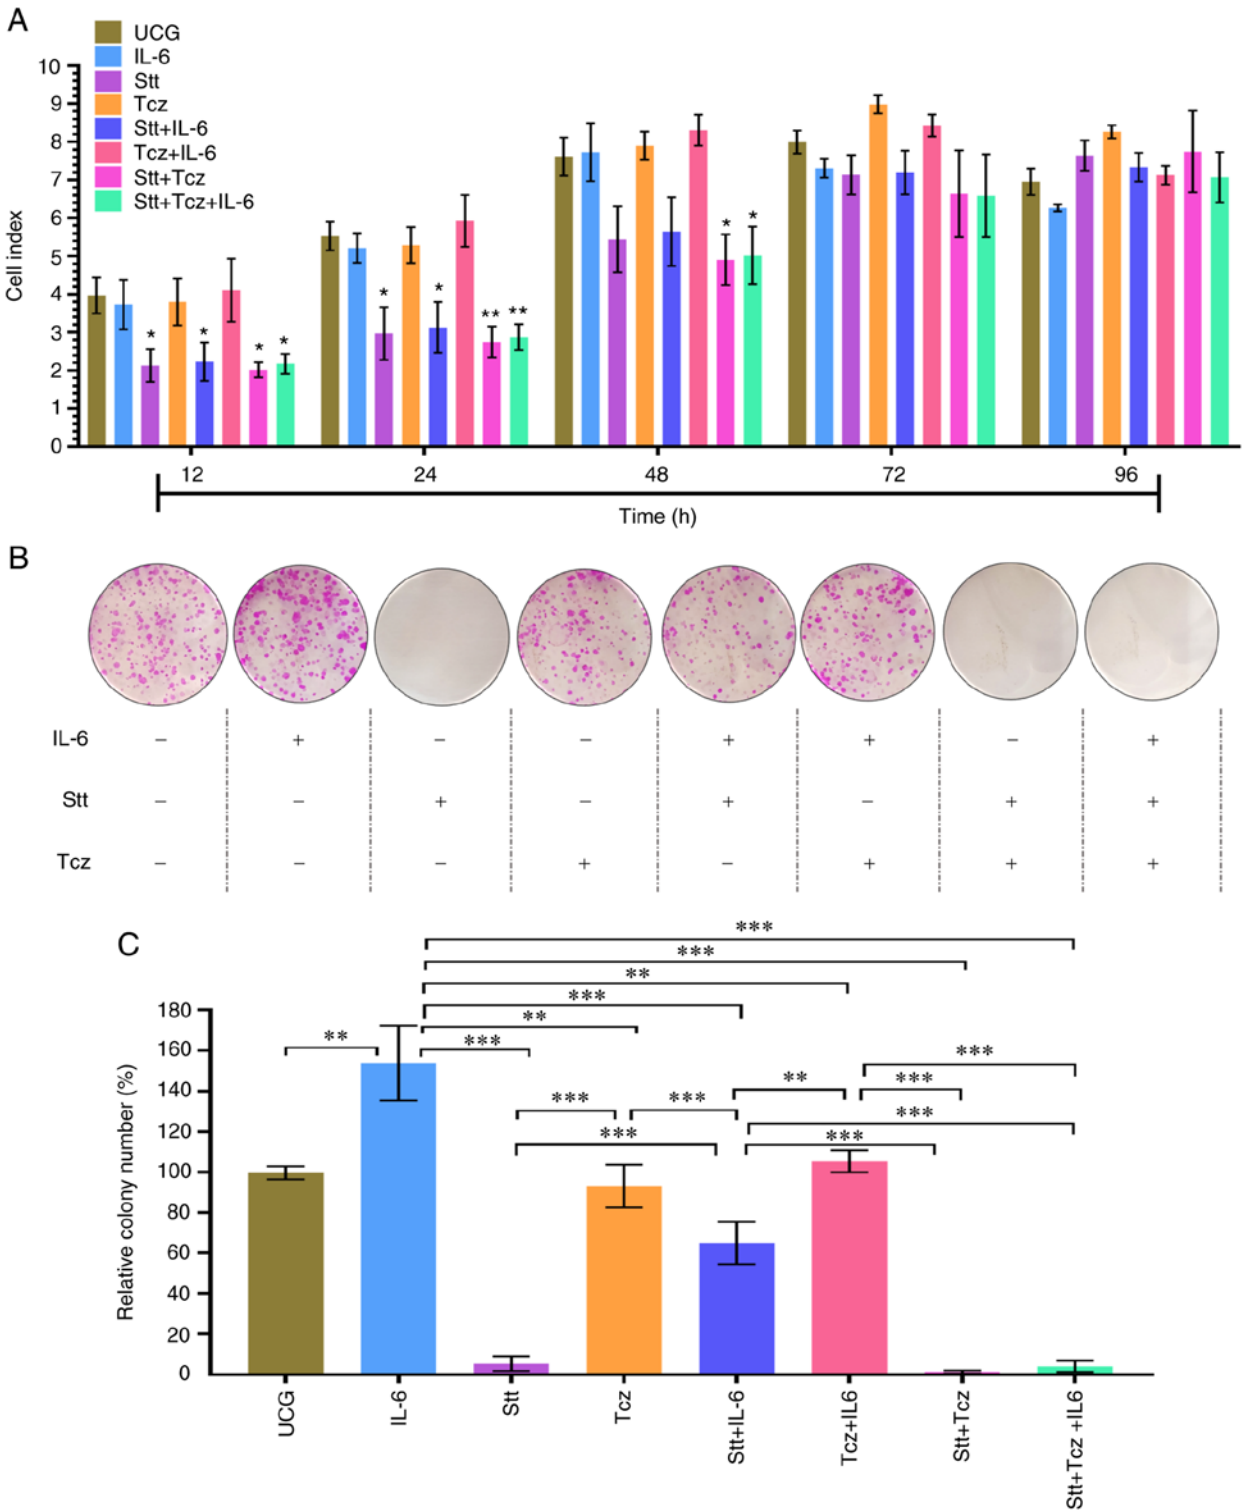 A
UCG
IL-6
Stt
Tcz
Stt+IL-6
Tcz+IL-6
Stt+Tcz
Stt+Tcz+IL-6
10
9
8
7
6
5
4
3
2
1
0
Cell index
* * * *
* * ** **
* *
12 24 48 72 96
Time (h)
B
IL-6 − + − − + + − +
Stt − − + − + − + +
Tcz − − − + − + + +
C
***
***
**
***
**
***
**
***
***
***
**
***
***
***
***
180
160
140
120
100
80
60
40
20
0
Relative colony number (%)
UCG
IL-6
Stt
Tcz
Stt+IL-6
Tcz+IL6
Stt+Tcz
Stt+Tcz +IL6